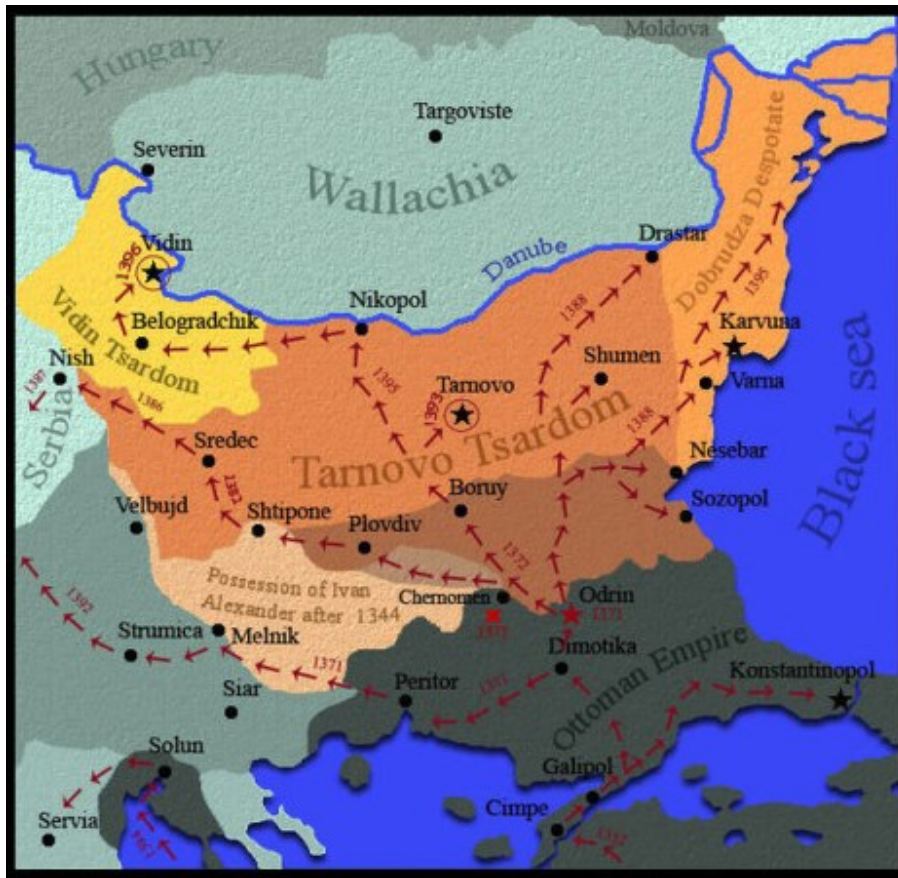 Moldova
Hungary
Targoviste
Severin
Wallachia
Dobrudza Despotate
Drastar
Vidin
1396
Danube
Nikopol
1388
1395
Karvuna
Belogradchik
Vidin Tsardom
Shumen
Nish
Tarnovo
1395
1393
Varna
1386
Serbia
Sredec
Tarnovo Tsardom
1388
Nesebar
Black sea
Velbujd
1382
Shtipone
Boruy
Sozopol
Plovdiv
1372
Possession of Ivan
Alexander after 1344
Chernomen
Odrin
1371
1371
1392
Strumica
Melnik
Dimotika
1371
Ottoman Empire
Konstantinopol
Siar
Peritor
1371
Solun
Galipol
Cimpe
Servia
1352